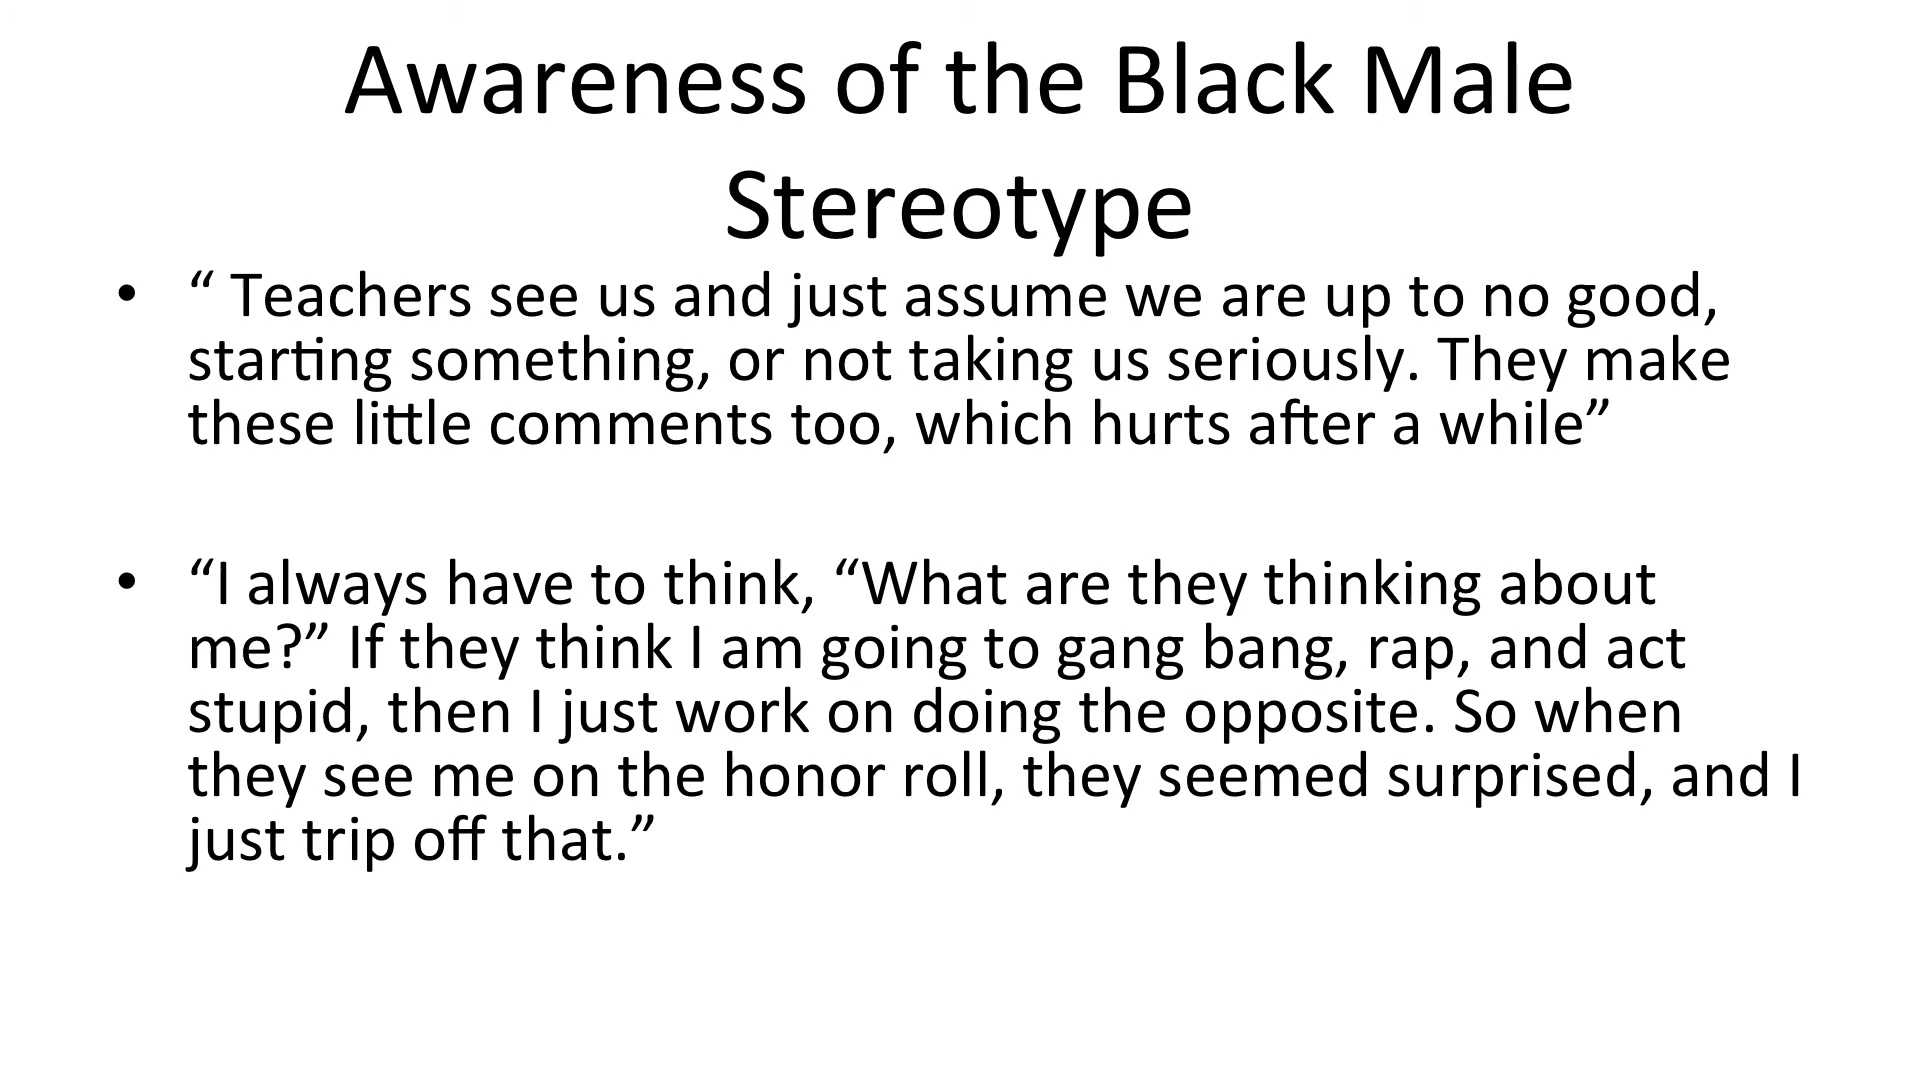 Awareness of the Black Male
Stereotype
• “ Teachers see us and just assume we are up to no good,
starting something, or not taking us seriously. They make
these little comments too, which hurts after a while”
• “I always have to think, “What are they thinking about
me?” If they think I am going to gang bang, rap, and act
stupid, then I just work on doing the opposite. So when
they see me on the honor roll, they seemed surprised, and I
just trip off that.”